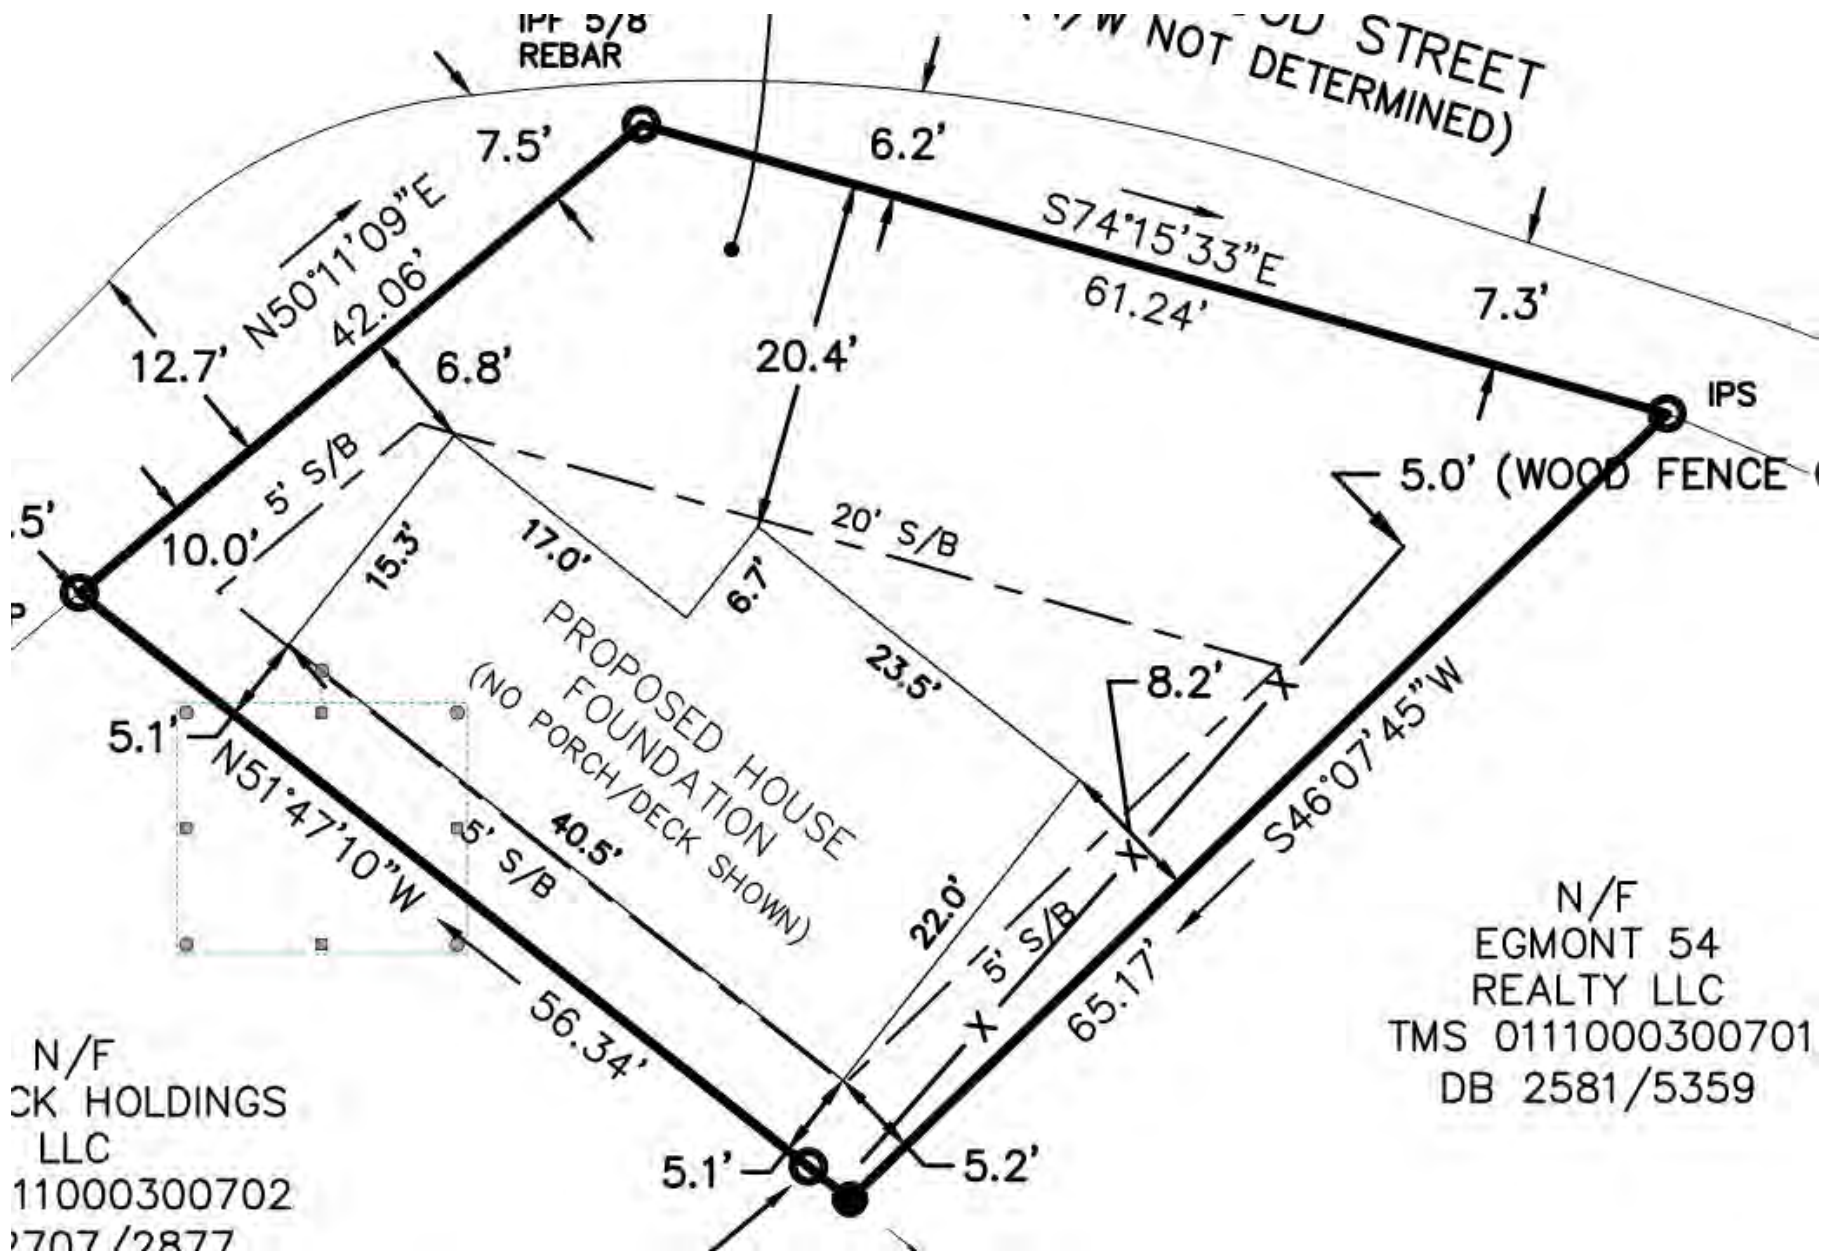 IPF 5/8
REBAR
STREET
NOT DETERMINED)
7.5'
6.2'
N50°11'09"E
42.06'
S74°15'33"E
61.24'
7.3'
12.7'
6.8'
20.4'
IPS
5' S/B
5.0' (WOOD FENCE
10.0'
15.3'
17.0'
20' S/B
6.7'
.5'
P
PROPOSED HOUSE
FOUNDATION
(NO PORCH/DECK SHOWN)
23.5'
8.2'
X
5.1'
N51°47'10"W
5' S/B
40.5'
S46°07'45"W
X
22.0'
5' S/B
65.17'
X
56.34'
N/F
EGMONT 54
REALTY LLC
TMS 0111000300701
DB 2581/5359
N/F
CK HOLDINGS
LLC
11000300702
2707/2877
5.1'
5.2'